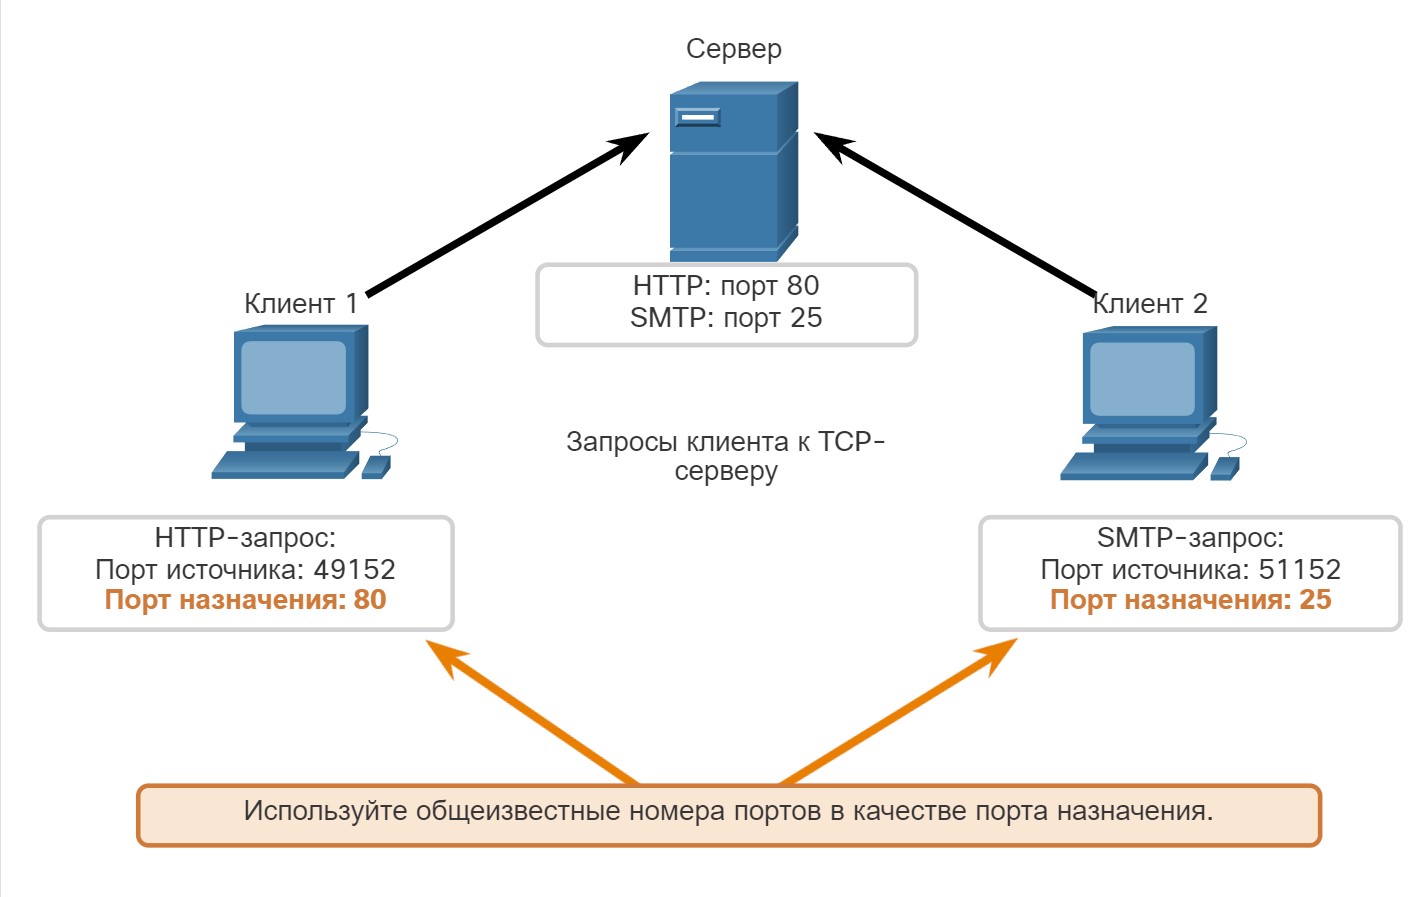 Сервер
HTTP: порт 80
SMTP: порт 25
Клиент 1
Клиент 2
Запросы клиента к TCP-
серверу
HTTP-запрос:
Порт источника: 49152
Порт назначения: 80
SMTP-запрос:
Порт источника: 51152
Порт назначения: 25
Используйте общеизвестные номера портов в качестве порта назначения.